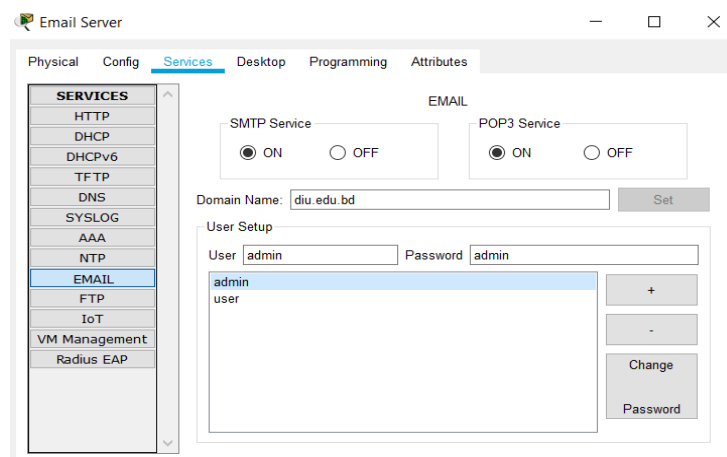 Email Server
Physical Config Services Desktop Programming Attributes
SERVICES
HTTP
DHCP
DHCPv6
TFTP
DNS
SYSLOG
AAA
NTP
EMAIL
FTP
IoT
VM Management
Radius EAP
EMAIL
SMTP Service
ON OFF
POP3 Service
ON OFF
Domain Name: diu.edu.bd Set
User Setup
User admin Password admin
admin
user
+
-
Change
Password